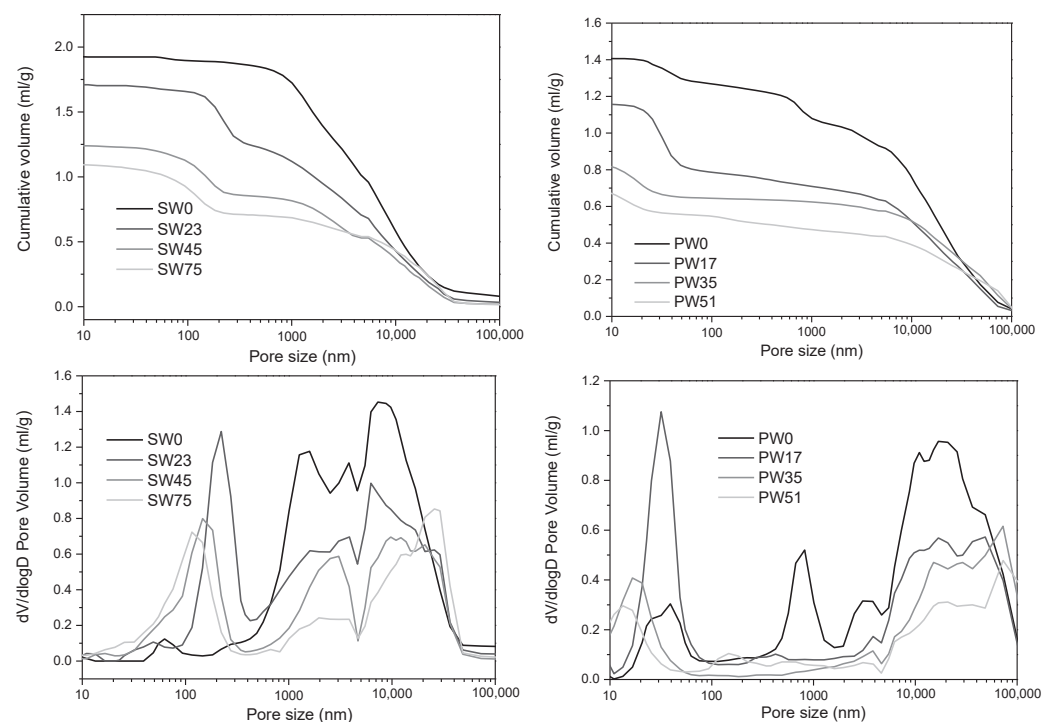 Cumulative volume (ml/g)
2.0
1.5
1.0
0.5
0.0
SW0
SW23
SW45
SW75
10
100
1000
10,000
100,000
Pore size (nm)
Cumulative volume (ml/g)
1.6
1.4
1.2
1.0
0.8
0.6
0.4
0.2
0.0
PW0
PW17
PW35
PW51
10
100
1000
10,000
100,000
Pore size (nm)
dV/dlogD Pore Volume (ml/g)
1.6
1.4
1.2
1.0
0.8
0.6
0.4
0.2
0.0
SW0
SW23
SW45
SW75
10
100
1000
10,000
100,000
Pore size (nm)
dV/dlogD Pore Volume (ml/g)
1.2
1.0
0.8
0.6
0.4
0.2
0.0
PW0
PW17
PW35
PW51
10
100
1000
10,000
100,000
Pore size (nm)